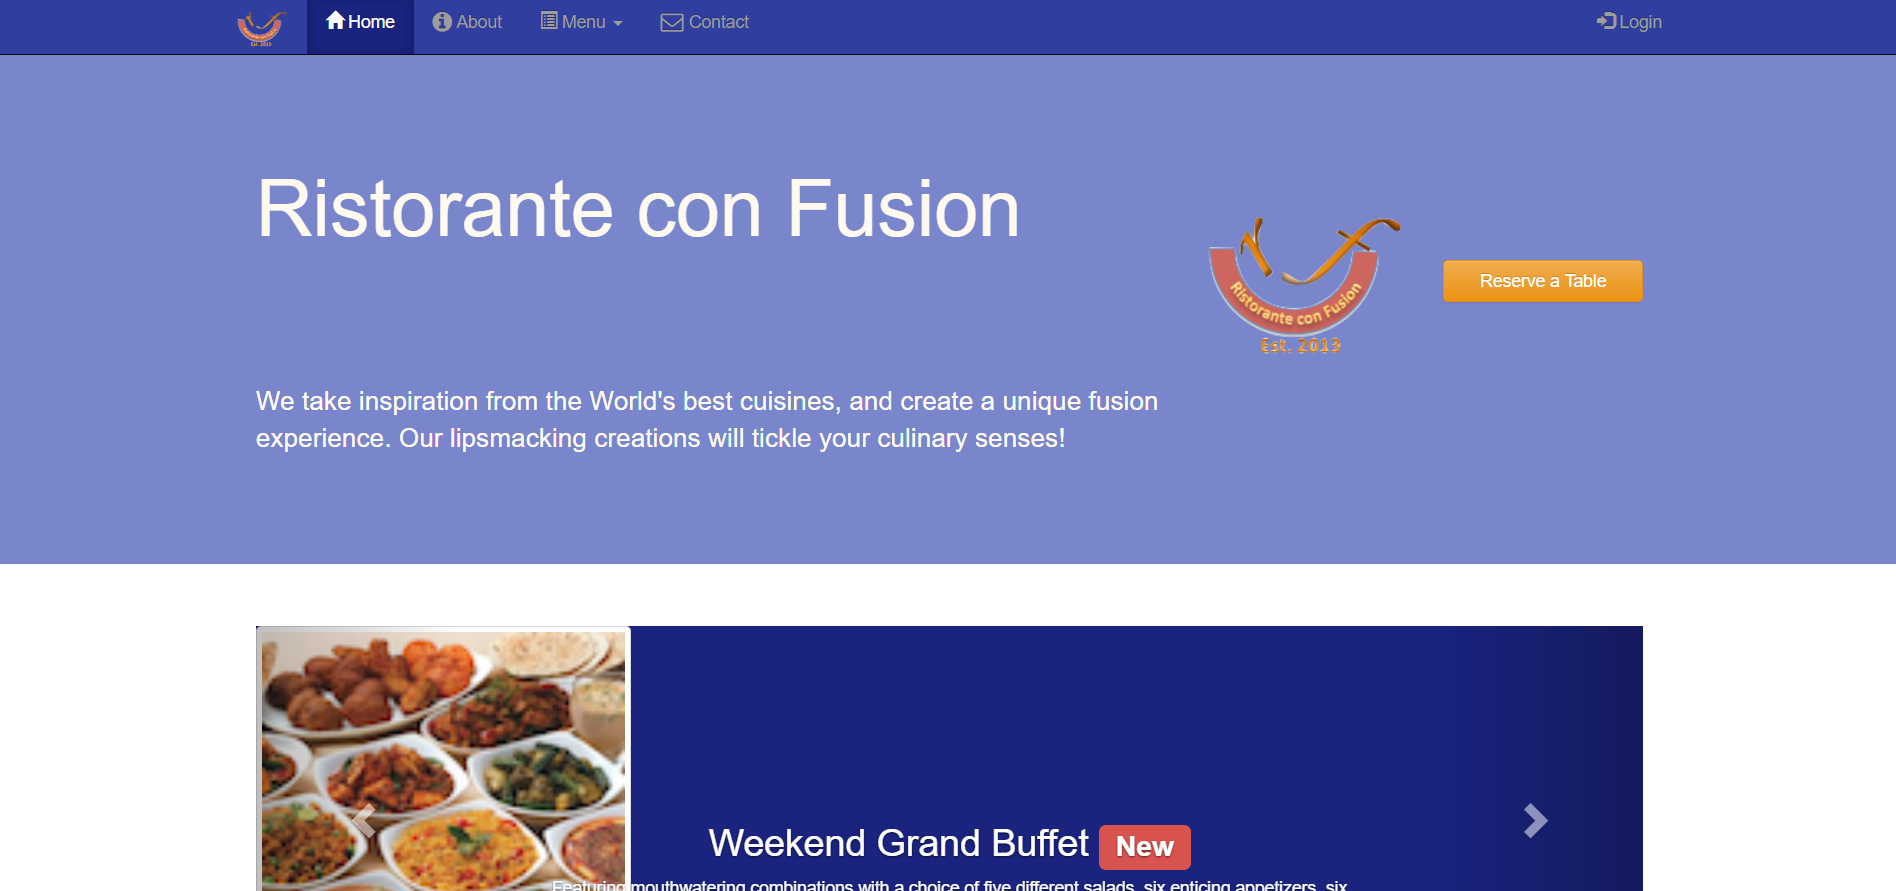 Home About Menu Contact Login
Ristorante con Fusion
Ristorante con Fusion
Est. 2013
Reserve a Table
We take inspiration from the World's best cuisines, and create a unique fusion
experience. Our lipsmacking creations will tickle your culinary senses!
Weekend Grand Buffet New
Featuring mouthwatering combinations with a choice of five different salads, six enticing appetizers, six